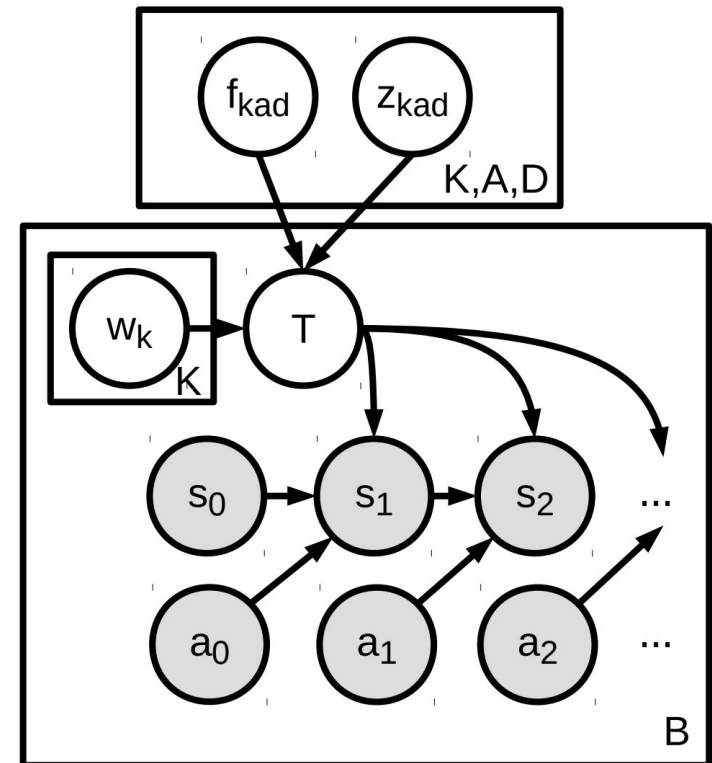 f_kad z_kad
K,A,D
w_k T
K
s_0 s_1 s_2 ...
a_0 a_1 a_2 ...
B